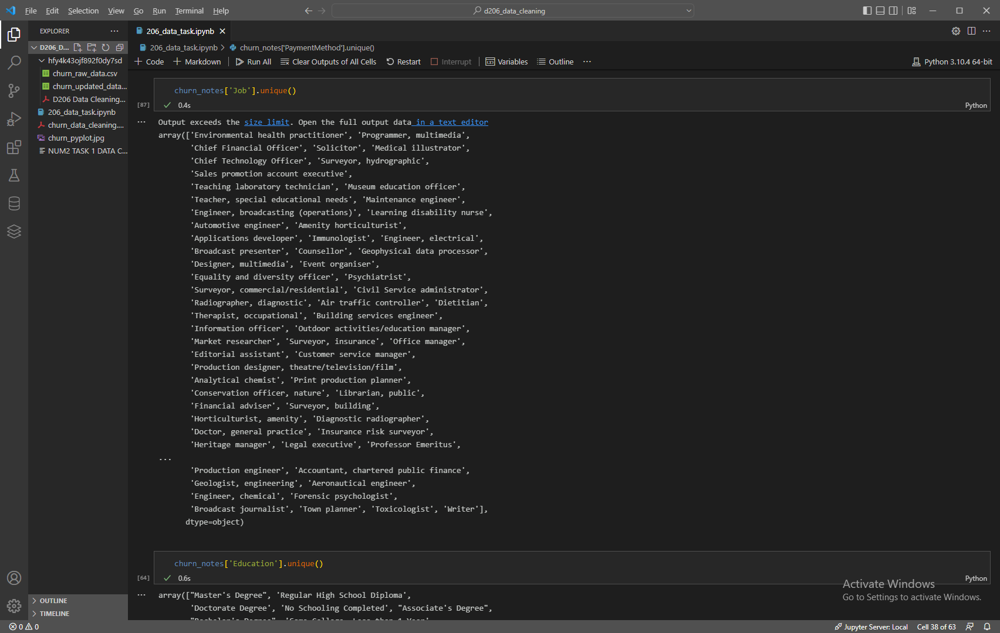 File Edit Selection View Go Run Terminal Help
d206_data_cleaning
EXPLORER
D206_D...
hfy4k43ojf892f0dy7sd
churn_raw_data.csv
churn_updated_data...
D206 Data Cleaning...
206_data_task.ipynb
churn_data_cleaning....
churn_pyplot.jpg
NUM2 TASK 1 DATA C...
OUTLINE
TIMELINE
206_data_task.ipynb
206_data_task.ipynb > churn_notes['PaymentMethod'].unique()
+ Code + Markdown Run All Clear Outputs of All Cells Restart Interrupt Variables Outline ...
Python 3.10.4 64-bit
churn_notes['Job'].unique()
[87] 0.4s Python
Output exceeds the size limit. Open the full output data in a text editor
array(['Environmental health practitioner', 'Programmer, multimedia',
'Chief Financial Officer', 'Solicitor', 'Medical illustrator',
'Chief Technology Officer', 'Surveyor, hydrographic',
'Sales promotion account executive',
'Teaching laboratory technician', 'Museum education officer',
'Teacher, special educational needs', 'Maintenance engineer',
'Engineer, broadcasting (operations)', 'Learning disability nurse',
'Automotive engineer', 'Amenity horticulturist',
'Applications developer', 'Immunologist', 'Engineer, electrical',
'Broadcast presenter', 'Counsellor', 'Geophysical data processor',
'Designer, multimedia', 'Event organiser',
'Equality and diversity officer', 'Psychiatrist',
'Surveyor, commercial/residential', 'Civil Service administrator',
'Radiographer, diagnostic', 'Air traffic controller', 'Dietitian',
'Therapist, occupational', 'Building services engineer',
'Information officer', 'Outdoor activities/education manager',
'Market researcher', 'Surveyor, insurance', 'Office manager',
'Editorial assistant', 'Customer service manager',
'Production designer, theatre/television/film',
'Analytical chemist', 'Print production planner',
'Conservation officer, nature', 'Librarian, public',
'Financial adviser', 'Surveyor, building',
'Horticulturist, amenity', 'Diagnostic radiographer',
'Doctor, general practice', 'Insurance risk surveyor',
'Heritage manager', 'Legal executive', 'Professor Emeritus',
...
'Production engineer', 'Accountant, chartered public finance',
'Geologist, engineering', 'Aeronautical engineer',
'Engineer, chemical', 'Forensic psychologist',
'Broadcast journalist', 'Town planner', 'Toxicologist', 'Writer'],
dtype=object)
churn_notes['Education'].unique()
[64] 0.6s Python
array(["Master's Degree", 'Regular High School Diploma',
'Doctorate Degree', 'No Schooling Completed', "Associate's Degree",
"Bachelor's Degree", 'Some College, Less than 1 Year',
Activate Windows
Go to Settings to activate Windows.
0 0
Jupyter Server: Local Cell 38 of 63